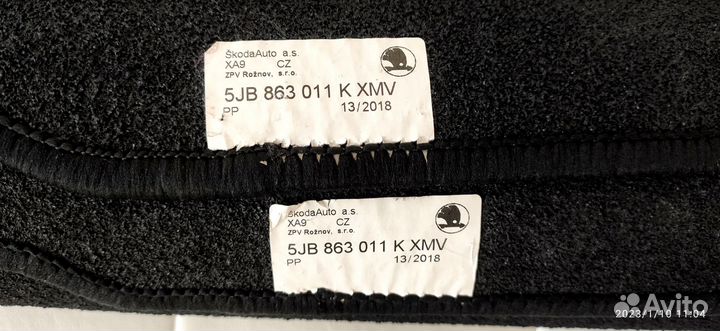 ŠkodaAuto a.s.
XA9 CZ
ZPV Rožnov, s.r.o.
5JB 863 011 K XMV
PP 13/2018
ŠkodaAuto a.s.
XA9 CZ
ZPV Rožnov, s.r.o.
5JB 863 011 K XMV
PP 13/2018
Avito
2023/1/10 11:04